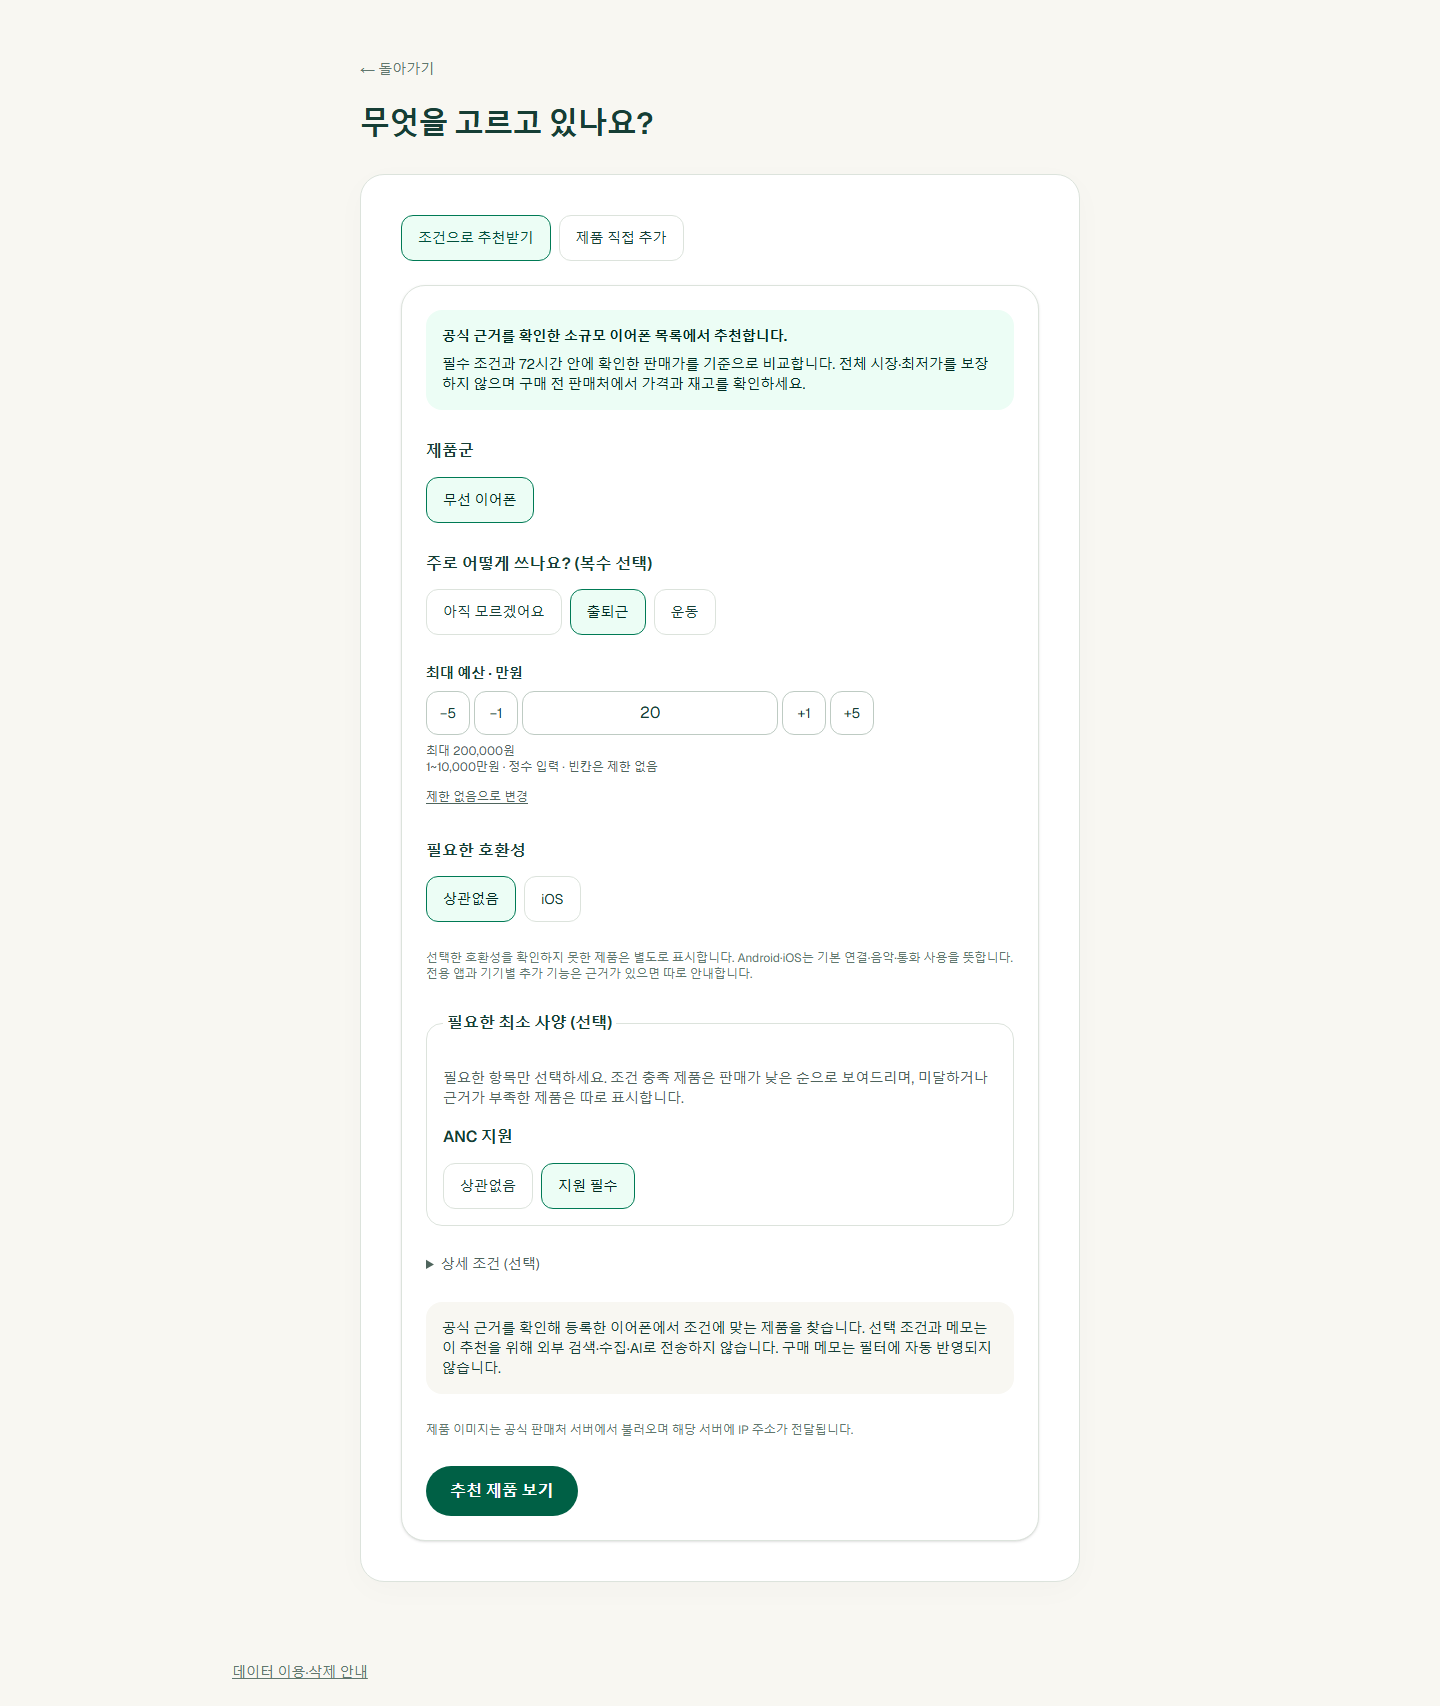 ← 돌아가기
무엇을 고르고 있나요?
조건으로 추천받기
제품 직접 추가
공식 근거를 확인한 소규모 이어폰 목록에서 추천합니다.
필수 조건과 72시간 안에 확인한 판매가를 기준으로 비교합니다. 전체 시장·최저가를 보장
하지 않으며 구매 전 판매처에서 가격과 재고를 확인하세요.
제품군
무선 이어폰
주로 어떻게 쓰나요? (복수 선택)
아직 모르겠어요
출퇴근
운동
최대 예산 · 만원
−5
−1
20
+1
+5
최대 200,000원
1~10,000만원 · 정수 입력 · 빈칸은 제한 없음
제한 없음으로 변경
필요한 호환성
상관없음
iOS
선택한 호환성을 확인하지 못한 제품은 별도로 표시합니다. Android·iOS는 기본 연결·음악·통화 사용을 뜻합니다.
전용 앱과 기기별 추가 기능은 근거가 있으면 따로 안내합니다.
필요한 최소 사양 (선택)
필요한 항목만 선택하세요. 조건 충족 제품은 판매가 낮은 순으로 보여드리며, 미달하거나
근거가 부족한 제품은 따로 표시합니다.
ANC 지원
상관없음
지원 필수
▶ 상세 조건 (선택)
공식 근거를 확인해 등록한 이어폰에서 조건에 맞는 제품을 찾습니다. 선택 조건과 메모는
이 추천을 위해 외부 검색·수집·AI로 전송하지 않습니다. 구매 메모는 필터에 자동 반영되지
않습니다.
제품 이미지는 공식 판매처 서버에서 불러오며 해당 서버에 IP 주소가 전달됩니다.
추천 제품 보기
데이터 이용·삭제 안내